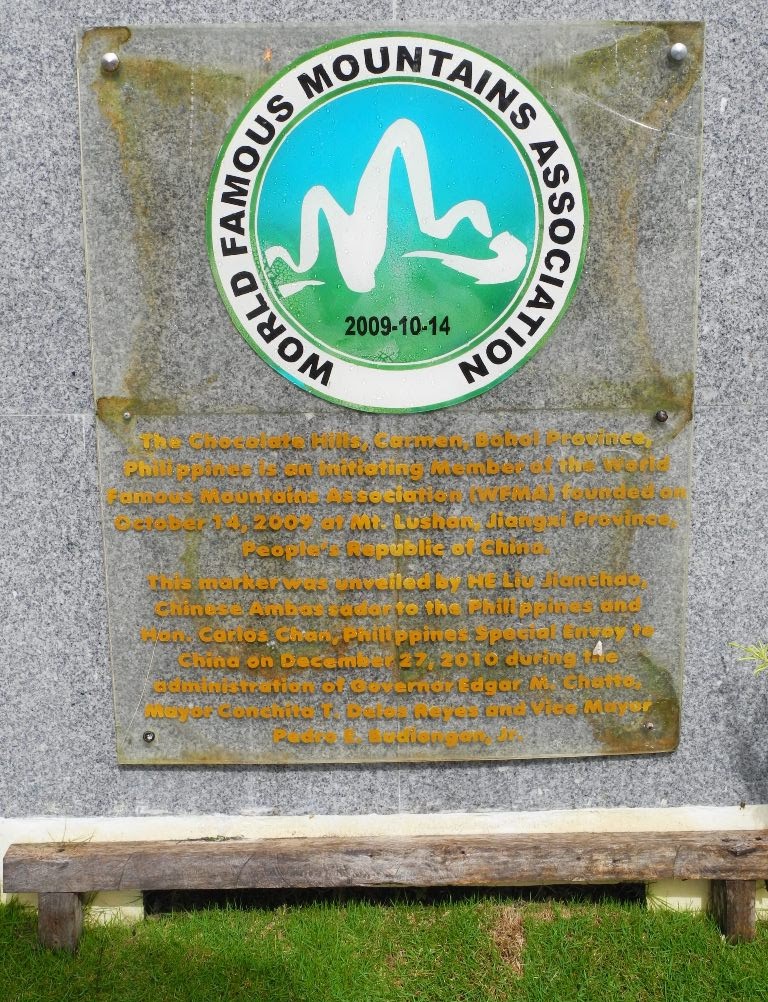 WORLD FAMOUS MOUNTAINS ASSOCIATION
2009-10-14
The Chocolate Hills, Carmen, Bohol Province,
Philippines is an Initiating Member of the World
Famous Mountains Association (WFMA) founded on
October 14, 2009 at Mt. Lushan, Jiangxi Province,
People's Republic of China.
This marker was unveiled by HE Liu Jianchao,
Chinese Ambassador to the Philippines and
Hon. Carlos Chan, Philippines Special Envoy to
China on December 27, 2010 during the
administration of Governor Edgar M. Chatto,
Mayor Conchita T. Delos Reyes and Vice Mayor
Pedro E. Budiongan, Jr.